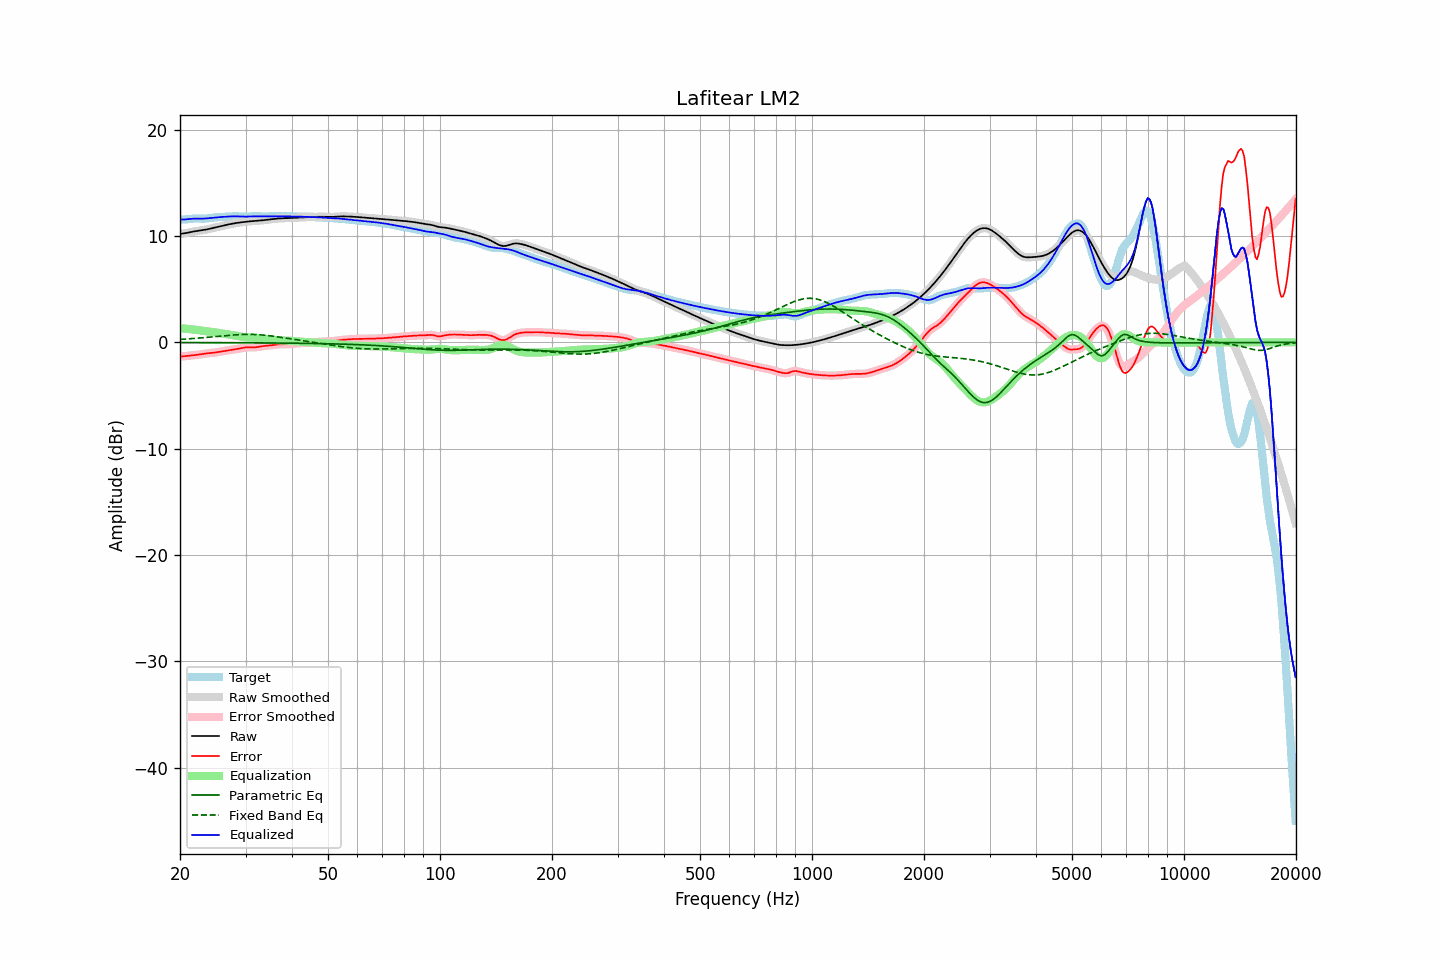 Lafitear LM2
20
10
0
−10
−20
−30
−40
Amplitude (dBr)
Target
Raw Smoothed
Error Smoothed
Raw
Error
Equalization
Parametric Eq
Fixed Band Eq
Equalized
20 50 100 200 500 1000 2000 5000 10000 20000
Frequency (Hz)